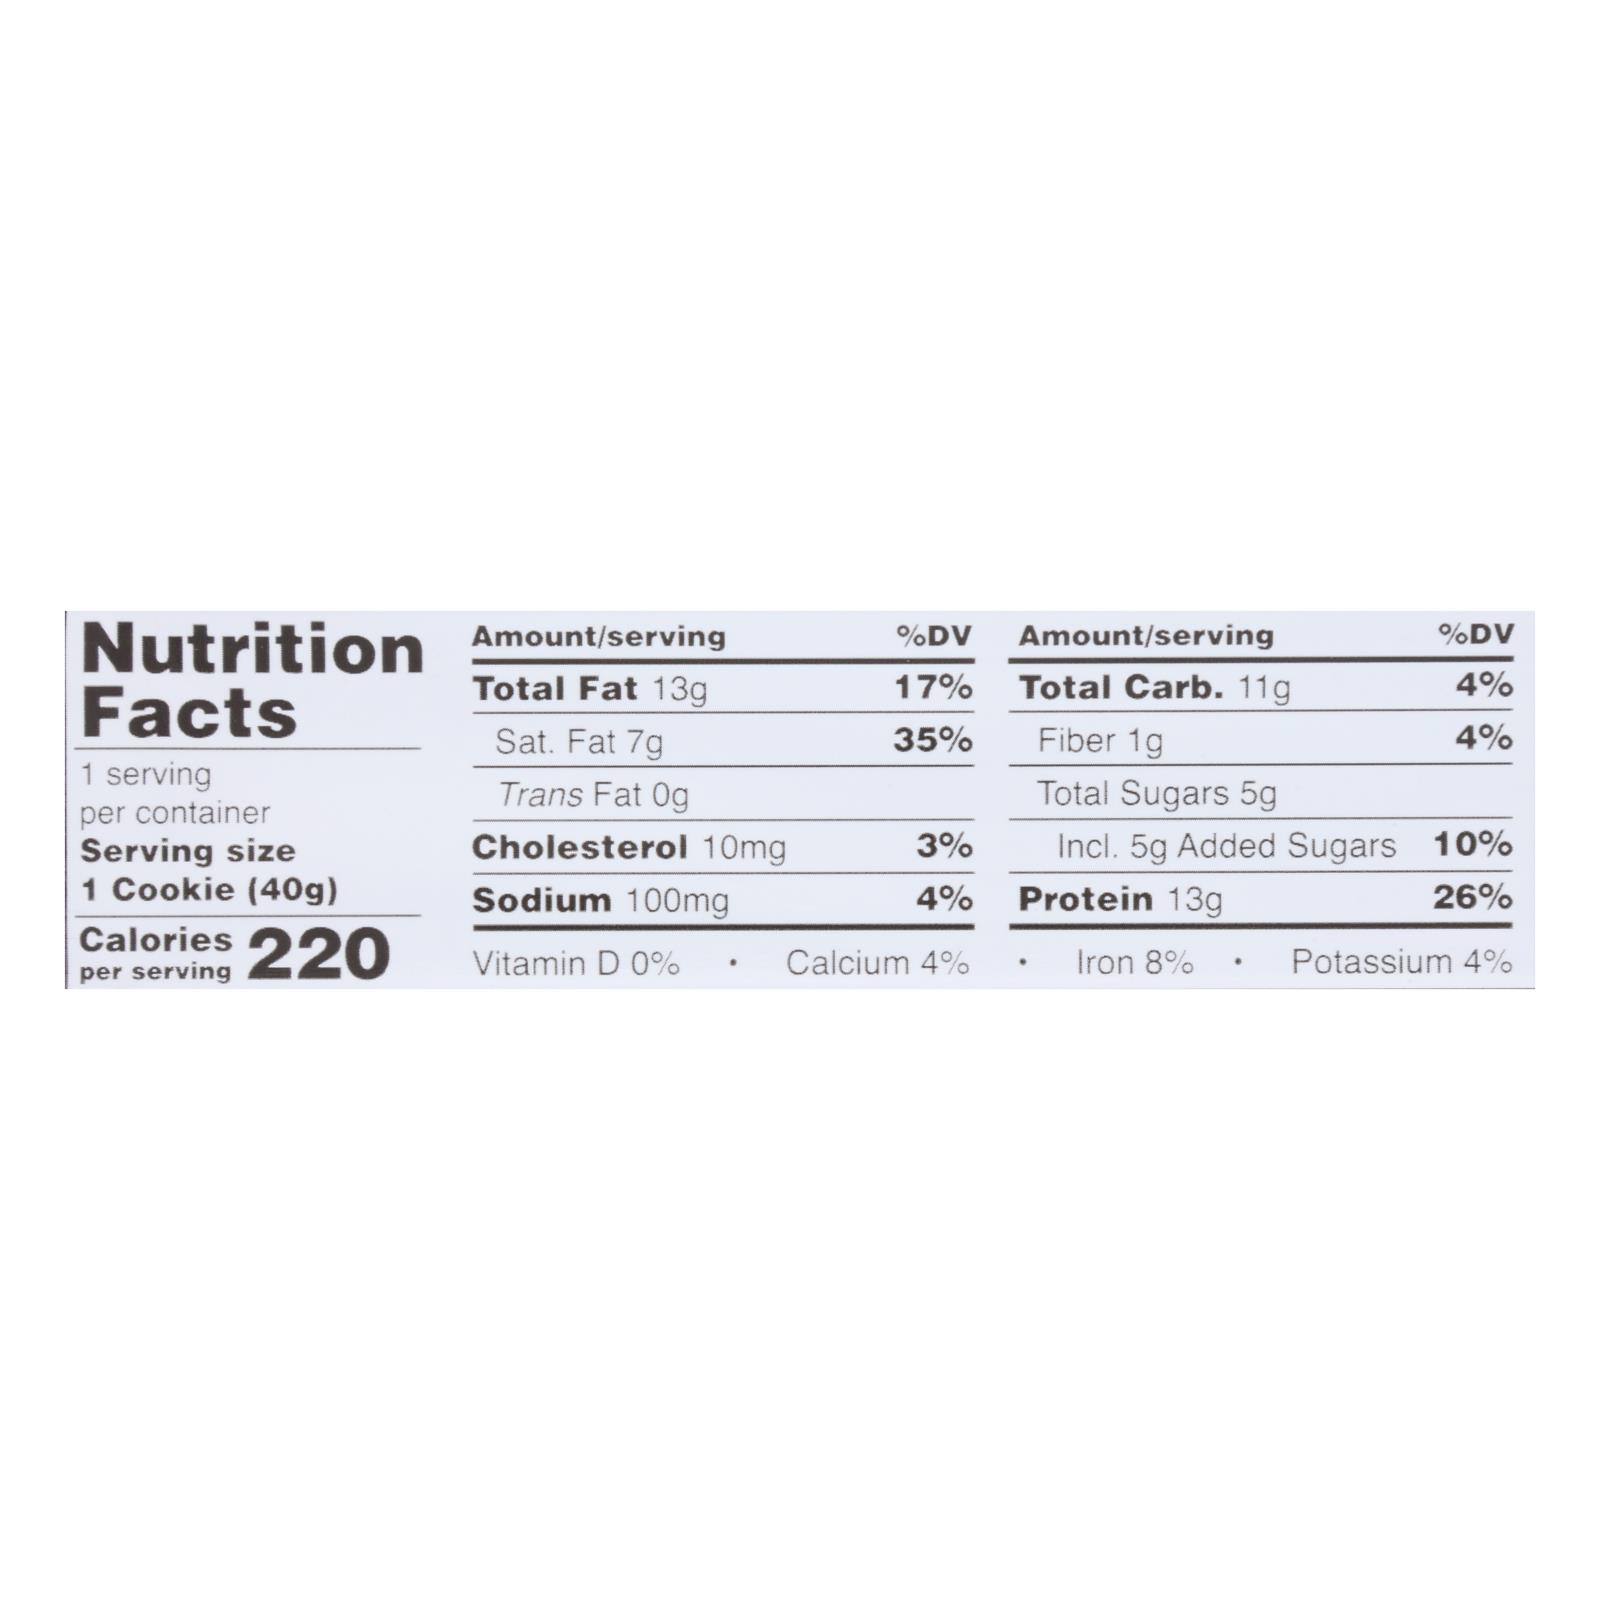 Nutrition
Facts
1 serving
per container
Serving size
1 Cookie (40g)
Calories
per serving 220
Amount/serving %DV
Total Fat 13g 17%
Sat. Fat 7g 35%
Trans Fat 0g
Cholesterol 10mg 3%
Sodium 100mg 4%
Amount/serving %DV
Total Carb. 11g 4%
Fiber 1g 4%
Total Sugars 5g
Incl. 5g Added Sugars 10%
Protein 13g 26%
Vitamin D 0% • Calcium 4% • Iron 8% • Potassium 4%